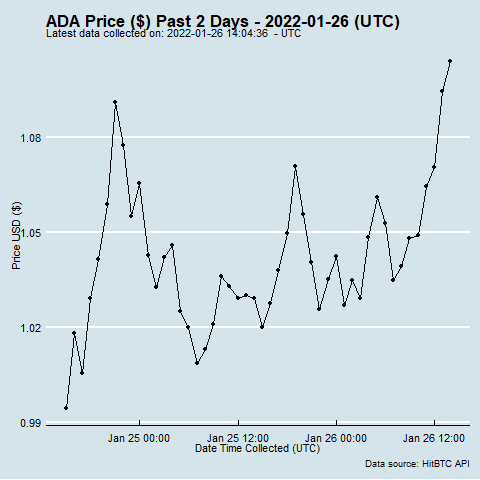 ADA Price ($) Past 2 Days - 2022-01-26 (UTC)
Latest data collected on: 2022-01-26 14:04:36 - UTC
1.08
1.05
1.02
0.99
Price USD ($)
Jan 25 00:00 Jan 25 12:00 Jan 26 00:00 Jan 26 12:00
Date Time Collected (UTC)
Data source: HitBTC API